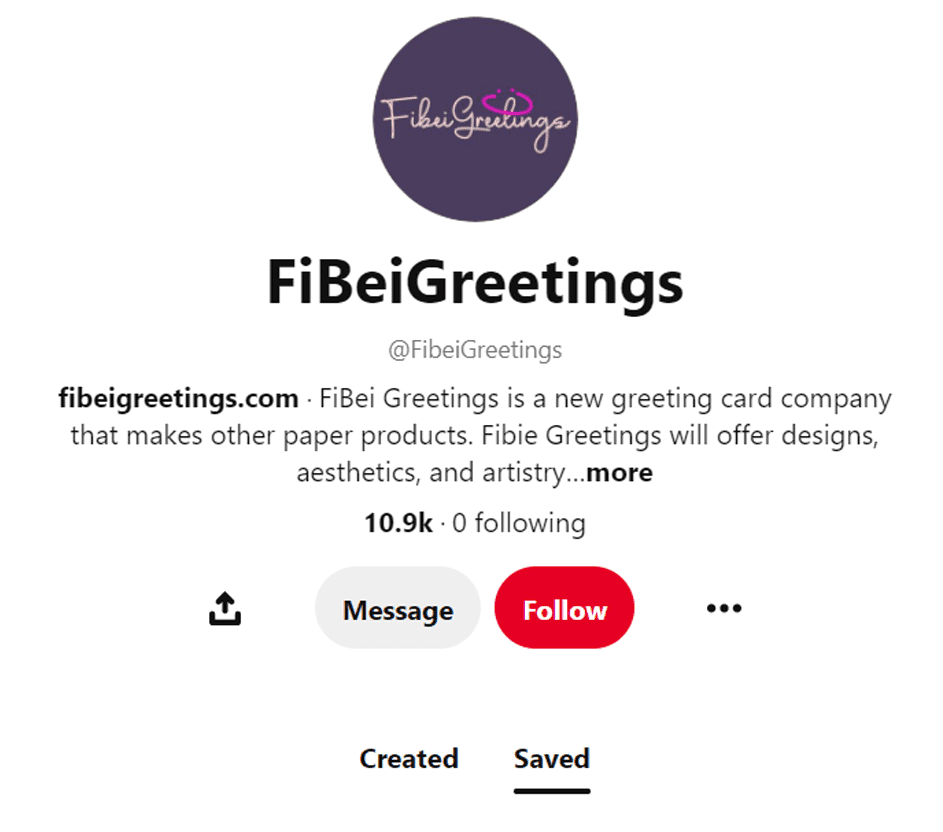 FibeiGreetings
FiBeiGreetings
@FibeiGreetings
fibeigreetings.com · FiBei Greetings is a new greeting card company
that makes other paper products. Fibie Greetings will offer designs,
aesthetics, and artistry...more
10.9k · 0 following
Message Follow
Created Saved